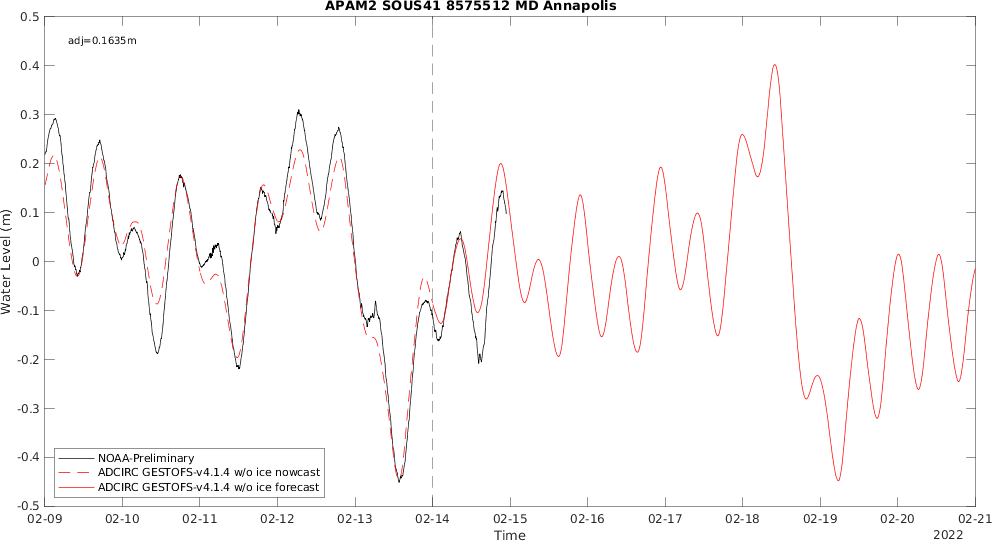 APAM2 SOUS41 8575512 MD Annapolis
adj=0.1635m
0.5
0.4
0.3
0.2
0.1
0
-0.1
-0.2
-0.3
-0.4
-0.5
Water Level (m)
NOAA-Preliminary
ADCIRC GESTOFS-v4.1.4 w/o ice nowcast
ADCIRC GESTOFS-v4.1.4 w/o ice forecast
02-09 02-10 02-11 02-12 02-13 02-14 02-15 02-16 02-17 02-18 02-19 02-20 02-21
Time
2022